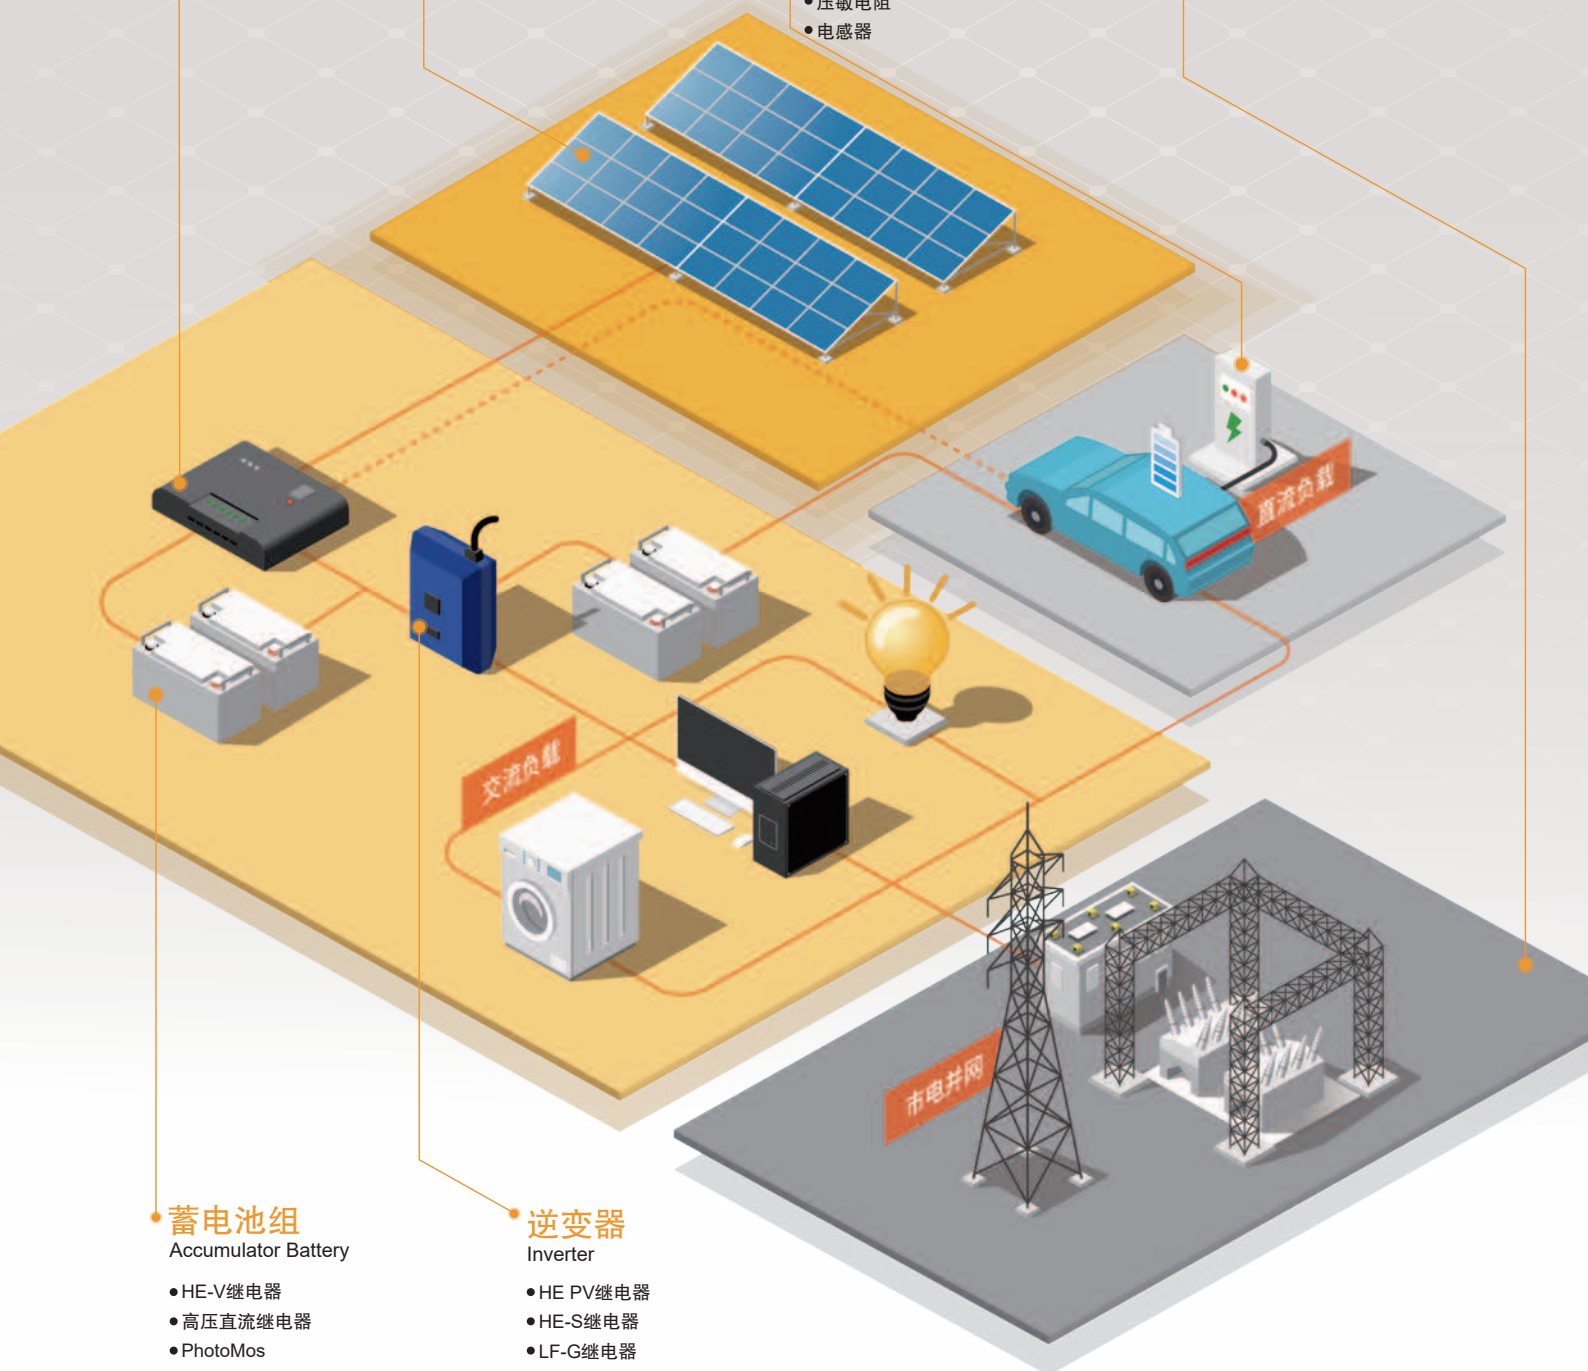 压敏电阻
●电感器
直流负载
交流负载
市电并网
蓄电池组
Accumulator Battery
●HE-V继电器
●高压直流继电器
●PhotoMos
逆变器
Inverter
●HE PV继电器
●HE-S继电器
●LF-G继电器